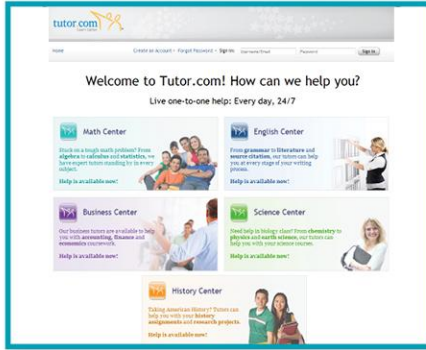 tutor.com
Home
Create an Account • Forgot Password • Sign In: Username/Email Password Sign In
Welcome to Tutor.com! How can we help you?
Live one-to-one help: Every day, 24/7
Math Center
Stuck on a tough math problem? From
algebra to calculus and statistics, we
have expert tutors standing by in every
subject.
Help is available now!
English Center
From grammar to literature and
source citation, our tutors can help
you at every stage of your writing
process.
Help is available now!
Business Center
Our business tutors are available to help
you with accounting, finance and
economics coursework.
Help is available now!
Science Center
Need help in biology class? From chemistry to
physics and earth science, our tutors can
help you with your science courses.
Help is available now!
History Center
Taking American History? Tutors can
help you with your history
assignments and research projects.
Help is available now!